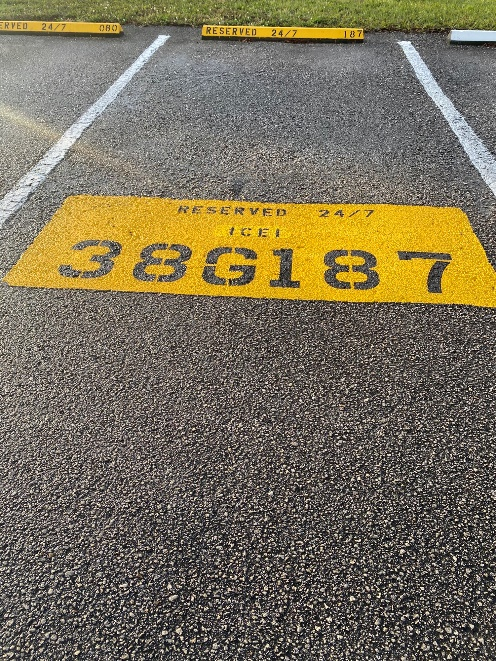 RESERVED 24/7 080
RESERVED 24/7 187
RESERVED 24/7
ICEI
38G187